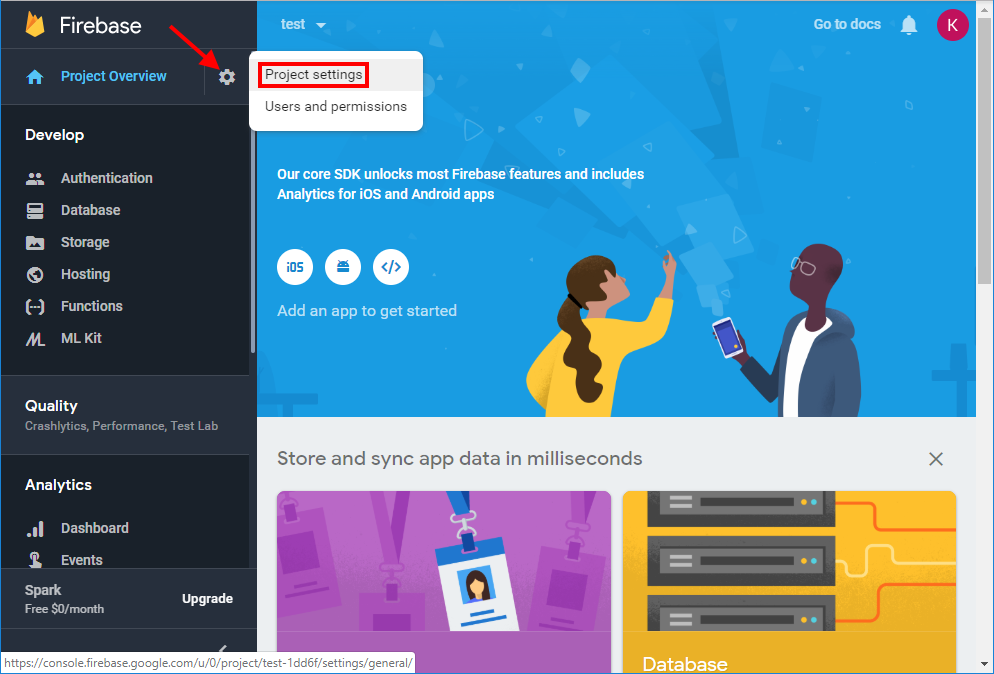 Firebase
test
Go to docs
K
Project Overview
Project settings
Users and permissions
Develop
Authentication
Database
Storage
Hosting
Functions
ML Kit
Quality
Crashlytics, Performance, Test Lab
Analytics
Dashboard
Events
Spark
Free $0/month
Upgrade
Our core SDK unlocks most Firebase features and includes
Analytics for iOS and Android apps
iOS
</>
Add an app to get started
Store and sync app data in milliseconds
Database
https://console.firebase.google.com/u/0/project/test-1dd6f/settings/general/